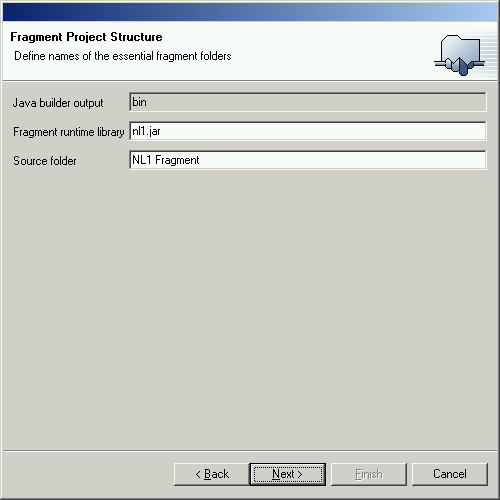 Fragment Project Structure
Define names of the essential fragment folders
Java builder output bin
Fragment runtime library nl1.jar
Source folder NL1 Fragment
< Back Next > Finish Cancel